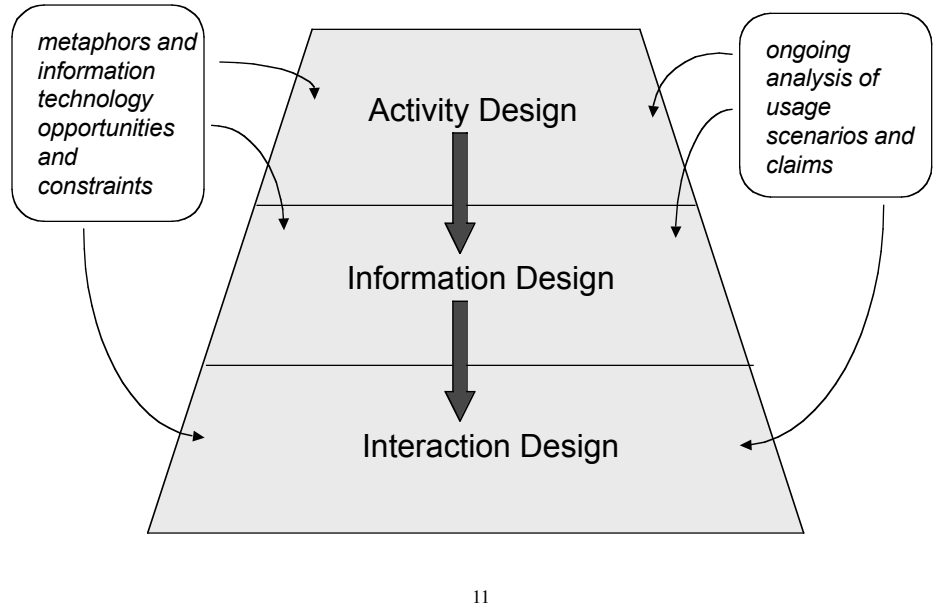 metaphors and
information
technology
opportunities
and
constraints
ongoing
analysis of
usage
scenarios and
claims
Activity Design
Information Design
Interaction Design
11